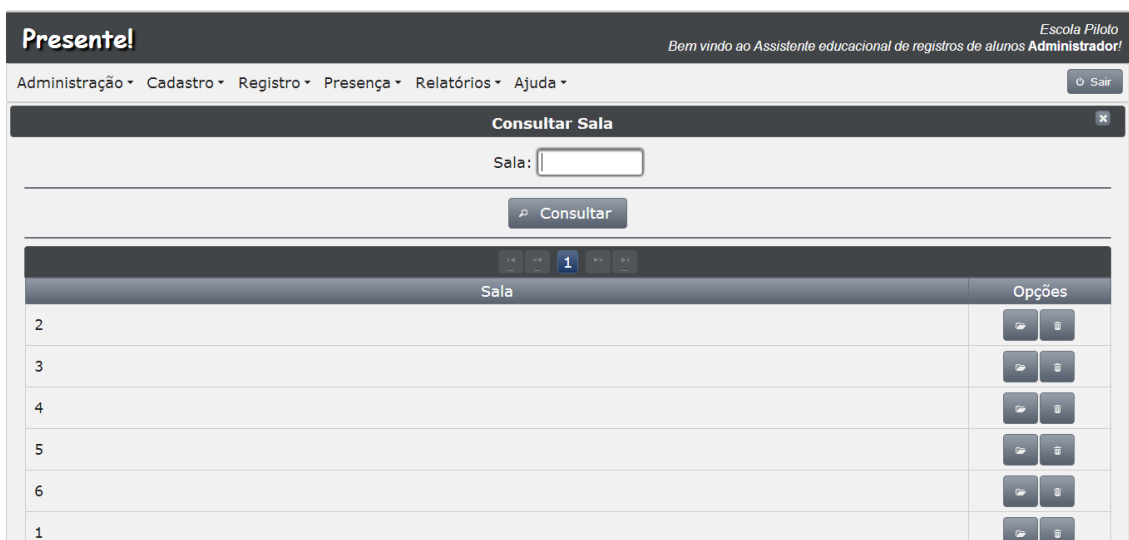 Presente!
Escola Piloto
Bem vindo ao Assistente educacional de registros de alunos Administrador!
Administração Cadastro Registro Presença Relatórios Ajuda
Sair
Consultar Sala
Sala:
Consultar
1
Sala Opções
2
3
4
5
6
1